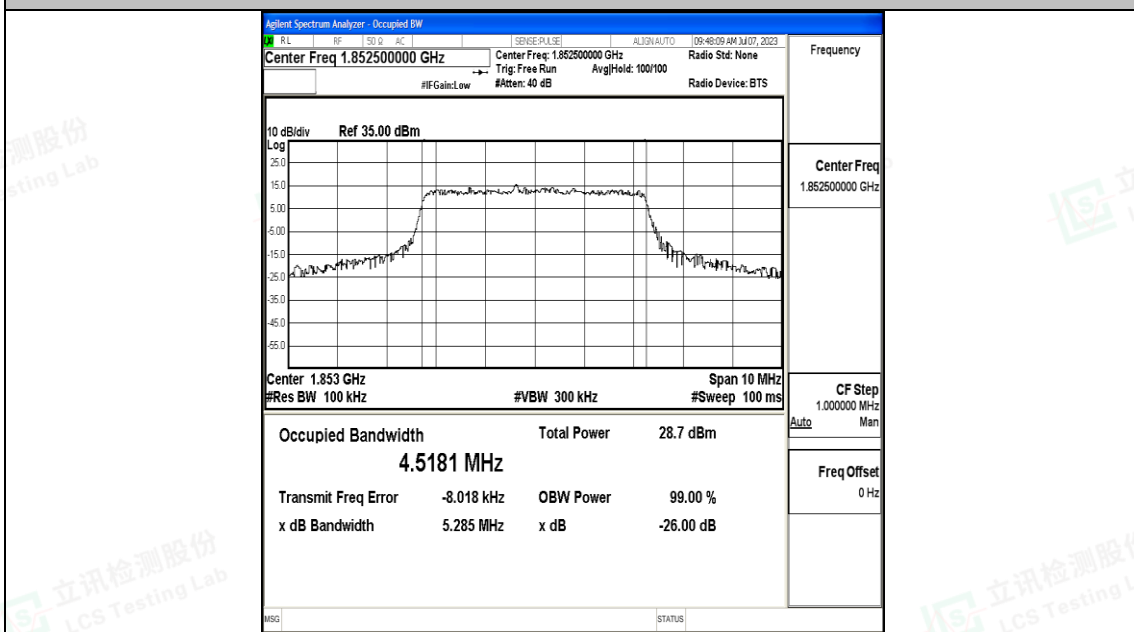 Agilent Spectrum Analyzer - Occupied BW
RL RF 50 Ω AC SENSE:PULSE ALIGN AUTO 09:48:09 AM Jul 07, 2023
Center Freq 1.852500000 GHz
Center Freq: 1.852500000 GHz Radio Std: None
Trig: Free Run Avg|Hold: 100/100
#IFGain:Low #Atten: 40 dB Radio Device: BTS
10 dB/div Ref 35.00 dBm
Log
25.0
15.0
5.00
-5.00
-15.0
-25.0
-35.0
-45.0
-55.0
Center 1.853 GHz Span 10 MHz
#Res BW 100 kHz #VBW 300 kHz #Sweep 100 ms
Occupied Bandwidth Total Power 28.7 dBm
4.5181 MHz
Transmit Freq Error -8.018 kHz OBW Power 99.00 %
x dB Bandwidth 5.285 MHz x dB -26.00 dB
MSG STATUS
Frequency
Center Freq
1.852500000 GHz
CF Step
1.000000 MHz
Auto Man
Freq Offset
0 Hz
测股份
sting Lab
立讯检测股份
LCS Testing Lab
立讯检测股份
LCS Testing L